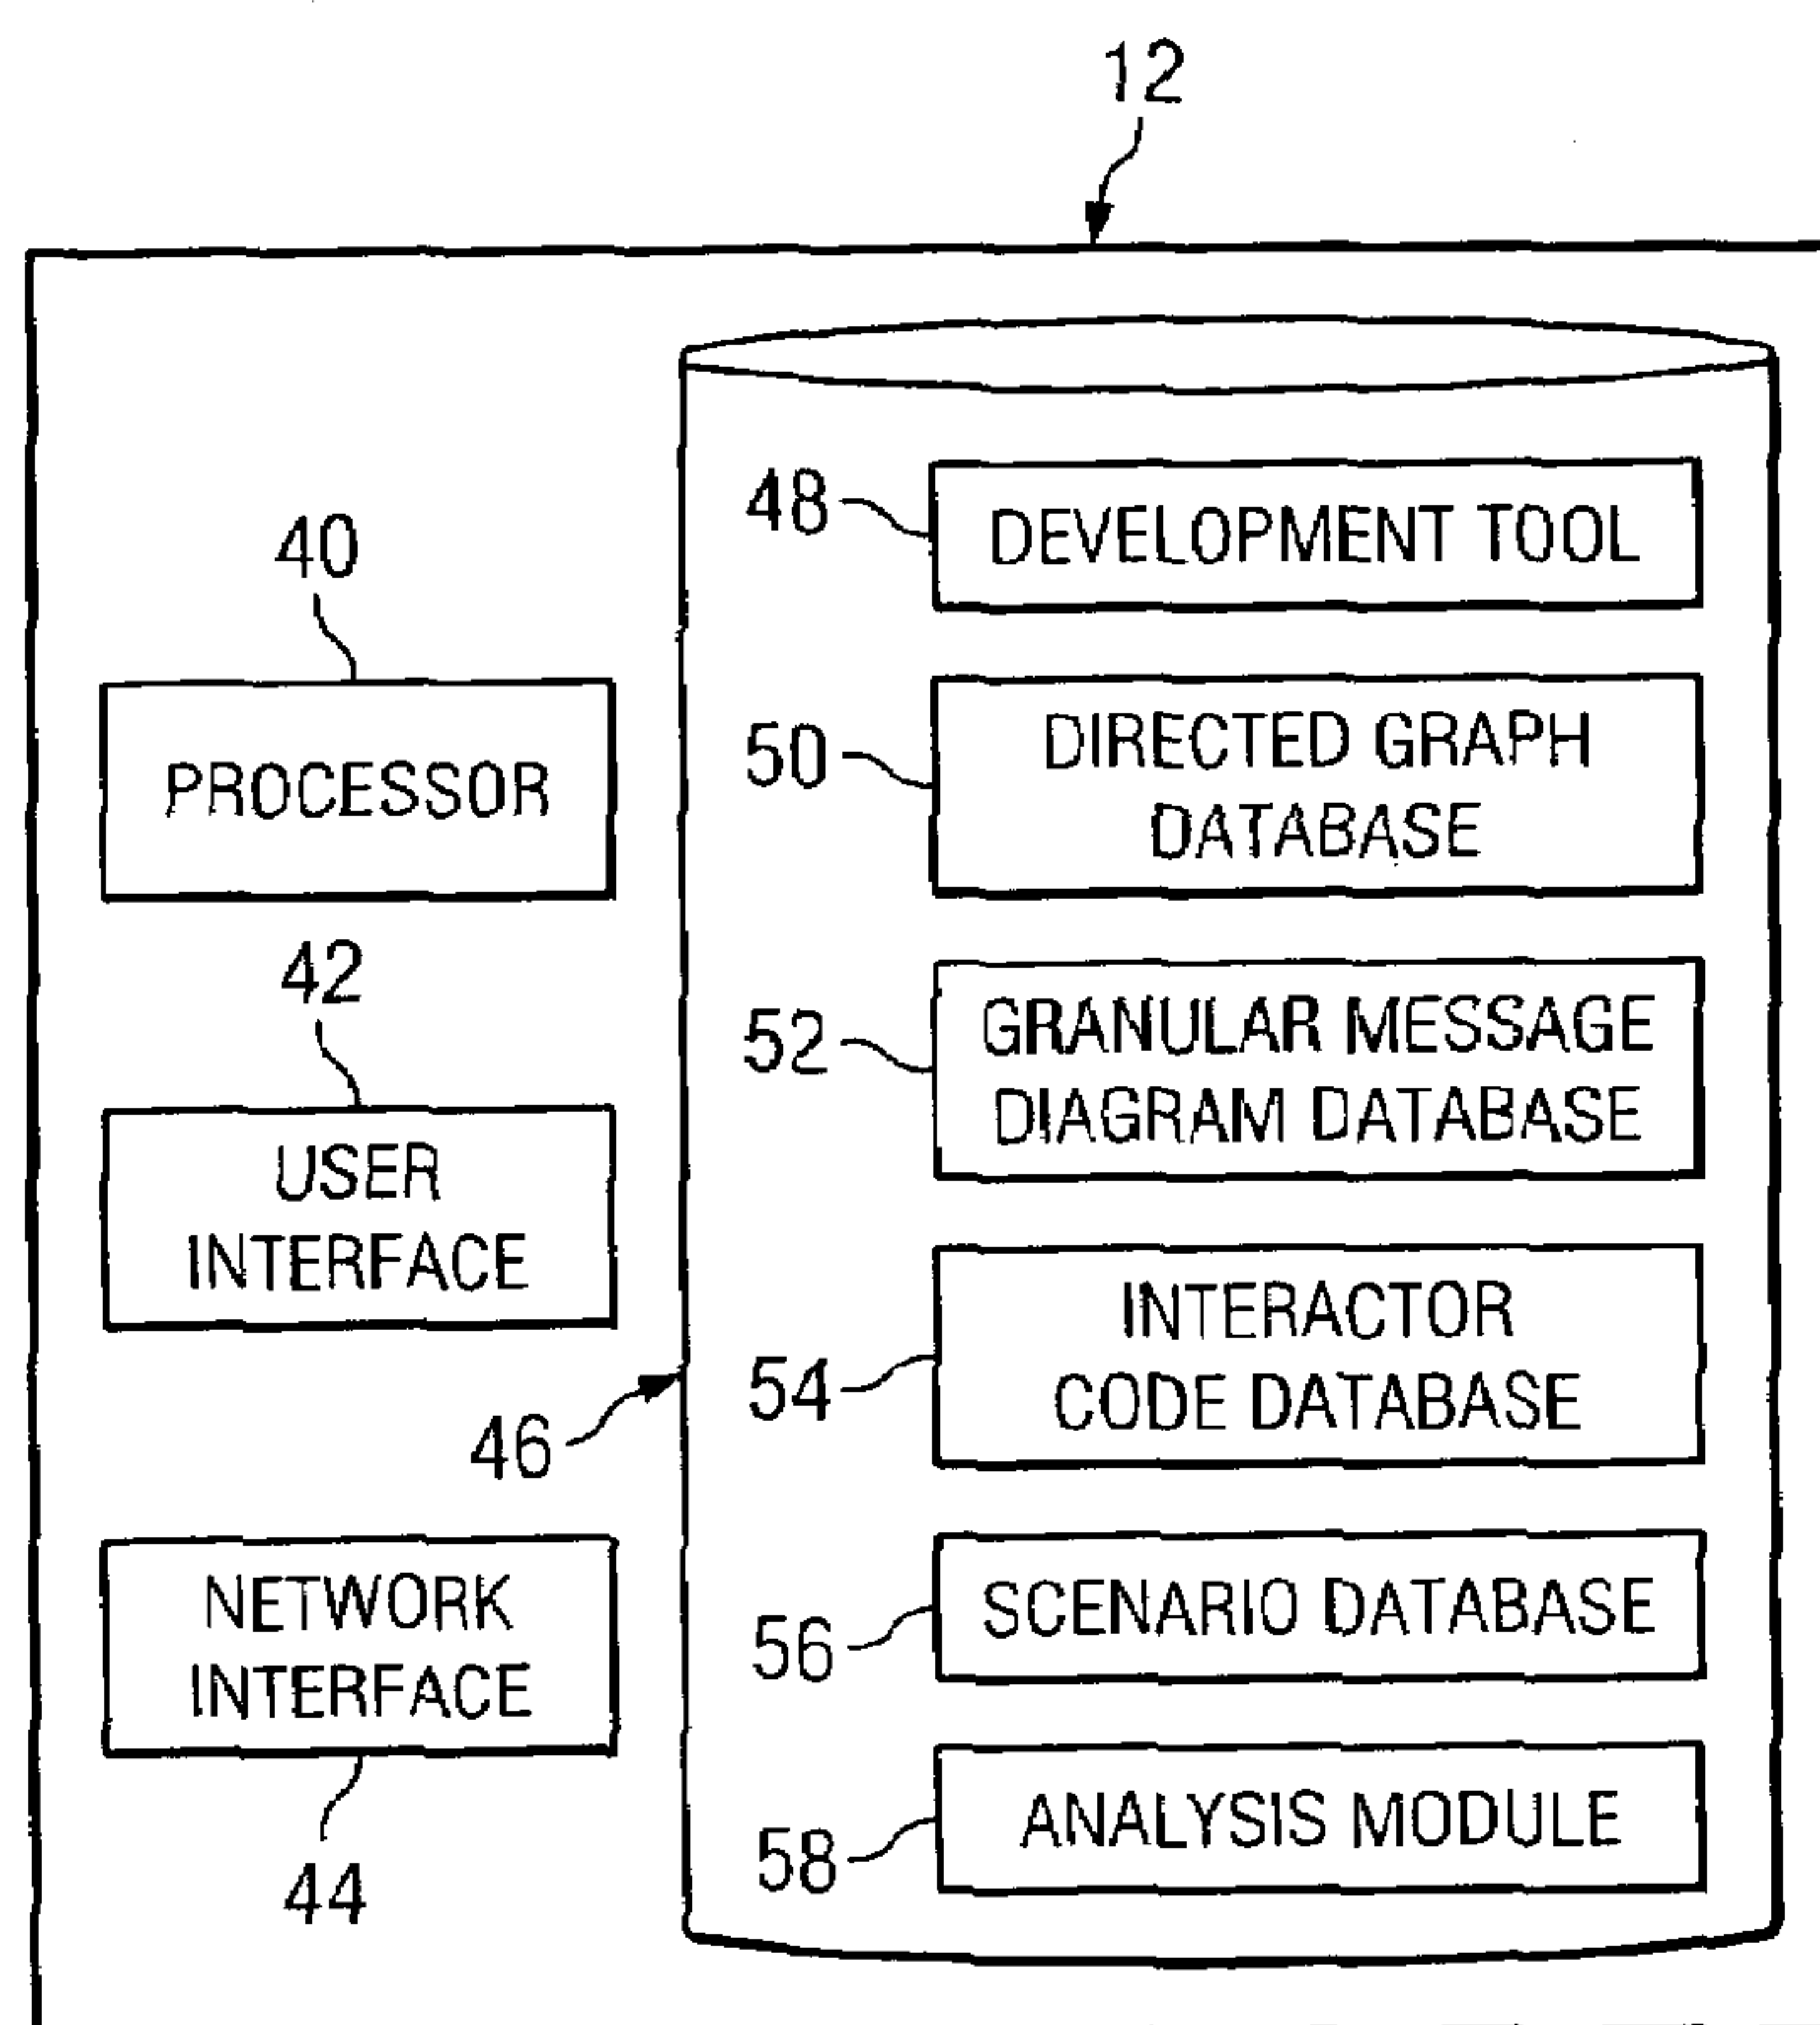 12
48
DEVELOPMENT TOOL
40
PROCESSOR
50
DIRECTED GRAPH
DATABASE
42
USER
INTERFACE
52
GRANULAR MESSAGE
DIAGRAM DATABASE
46
54
INTERACTOR
CODE DATABASE
NETWORK
INTERFACE
44
56
SCENARIO DATABASE
58
ANALYSIS MODULE